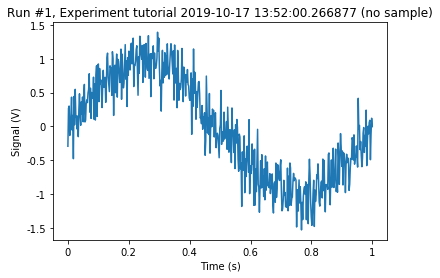 Run #1, Experiment tutorial 2019-10-17 13:52:00.266877 (no sample)
1.5
1
0.5
0
-0.5
-1
-1.5
Signal (V)
0 0.2 0.4 0.6 0.8 1
Time (s)